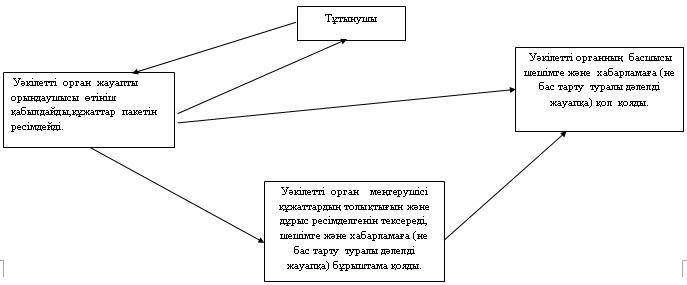 Тұтынушы
Уәкілетті орган жауапты
орындаушысы өтініш
қабылдайды,құжаттар пакетін
ресімдейді.
Уәкілетті органның басшысы
шешімге және хабарламаға (не
бас тарту туралы дәлелді
жауапқа) қол қояды.
Уәкілетті орган меңгерушісі
құжаттардың толықтығын және
дұрыс ресімделгенін тексереді,
шешімге және хабарламаға (не
бас тарту туралы дәлелді
жауапқа) бұрыштама қояды.